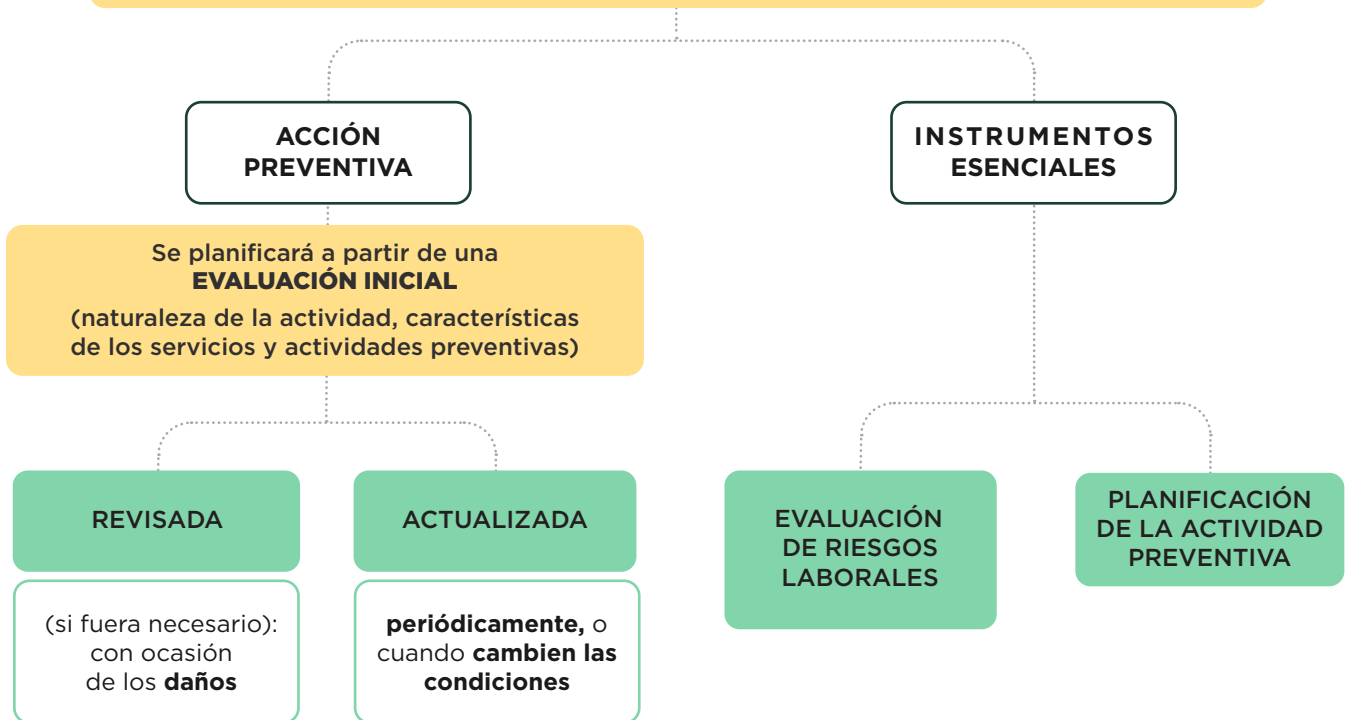 ACCIÓN
PREVENTIVA
INSTRUMENTOS
ESENCIALES
Se planificará a partir de una
EVALUACIÓN INICIAL
(naturaleza de la actividad, características
de los servicios y actividades preventivas)
REVISADA
ACTUALIZADA
EVALUACIÓN
DE RIESGOS
LABORALES
PLANIFICACIÓN
DE LA ACTIVIDAD
PREVENTIVA
(si fuera necesario):
con ocasión
de los daños
periódicamente, o
cuando cambien las
condiciones